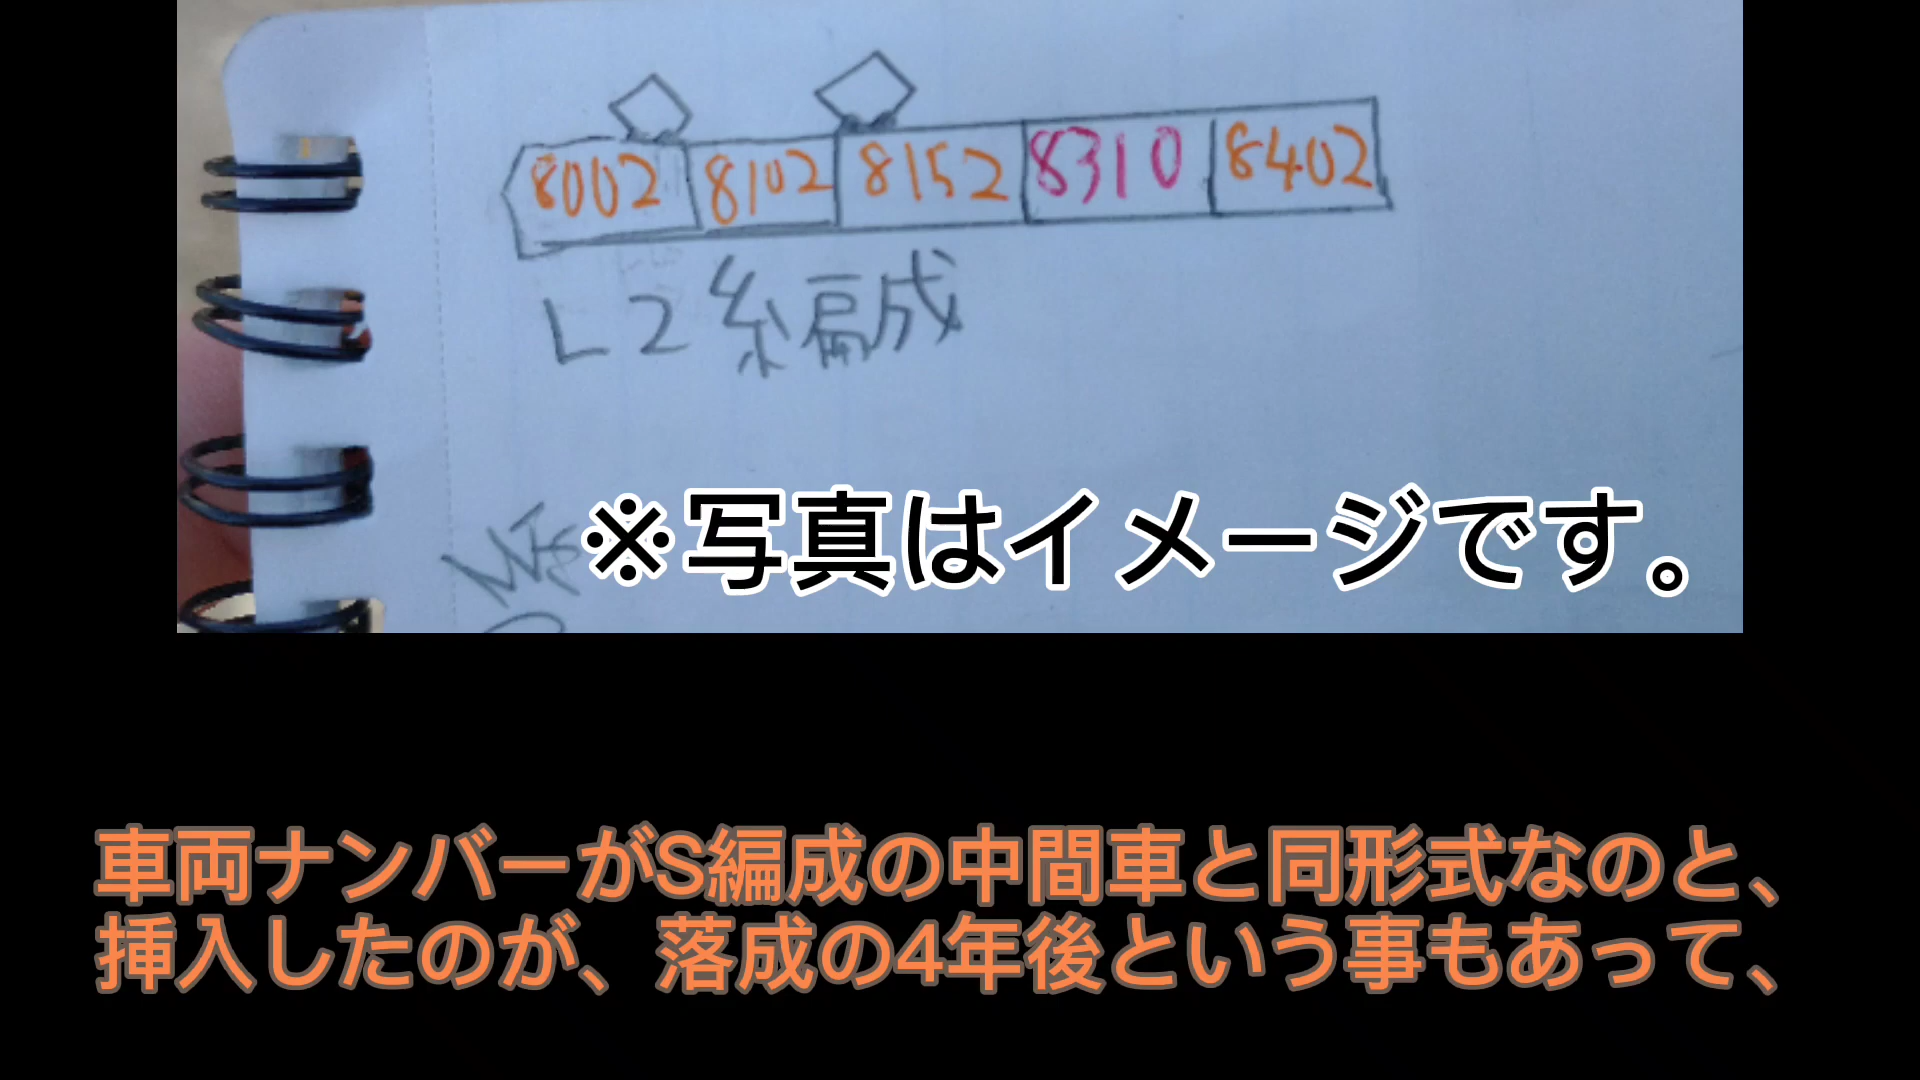 8002 8102 8152 8310 8402
L2編成
※写真はイメージです。
車両ナンバーがS編成の中間車と同形式なのと、
挿入したのが、落成の4年後という事もあって、